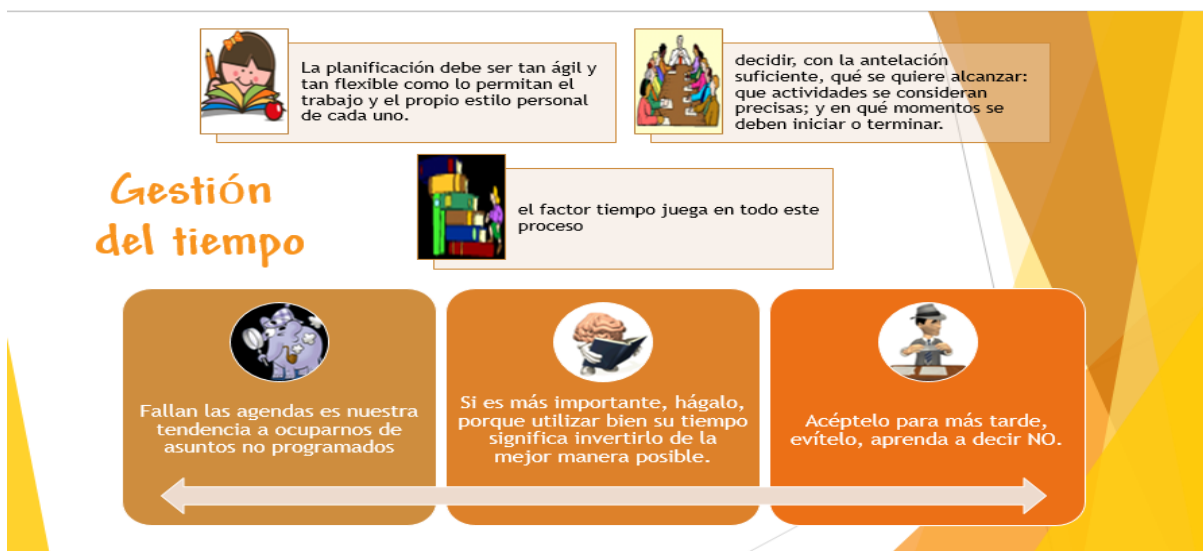 La planificación debe ser tan ágil y
tan flexible como lo permitan el
trabajo y el propio estilo personal
de cada uno.
decidir, con la antelación
suficiente, qué se quiere alcanzar:
que actividades se consideran
precisas; y en qué momentos se
deben iniciar o terminar.
Gestión
del tiempo
el factor tiempo juega en todo este
proceso
Fallan las agendas es nuestra
tendencia a ocuparnos de
asuntos no programados
Si es más importante, hágalo,
porque utilizar bien su tiempo
significa invertirlo de la
mejor manera posible.
Acéptelo para más tarde,
evítelo, aprenda a decir NO.